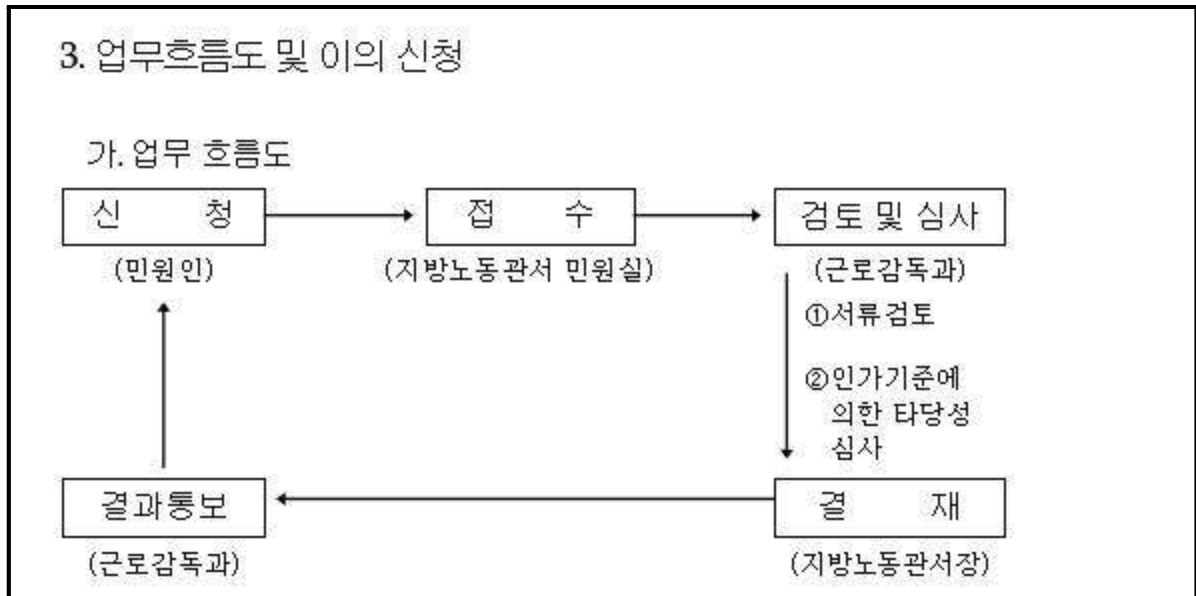 3. 업무흐름도 및 이의 신청
가. 업무 흐름도
신 청
접 수
검토 및 심사
(민원인)
(지방노동관서 민원실)
(근로감독과)
①서류검토
②인가기준에
의한 타당성
심사
결과통보
결 재
(근로감독과)
(지방노동관서장)